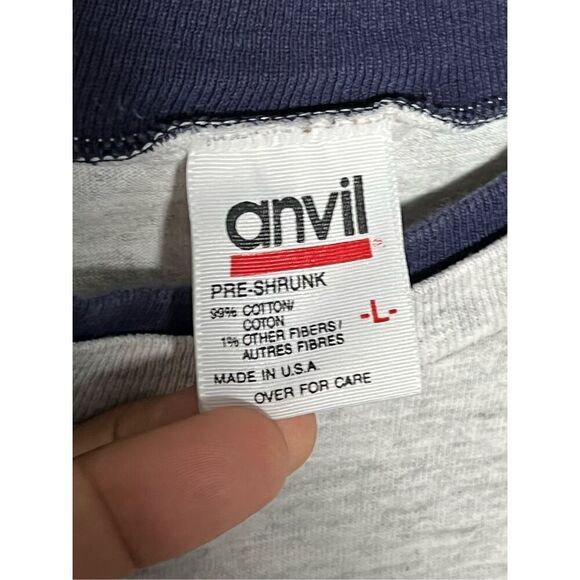 anvil
PRE-SHRUNK
99% COTTON/
COTON
1% OTHER FIBERS/
AUTRES FIBRES
-L-
MADE IN U.S.A.
OVER FOR CARE